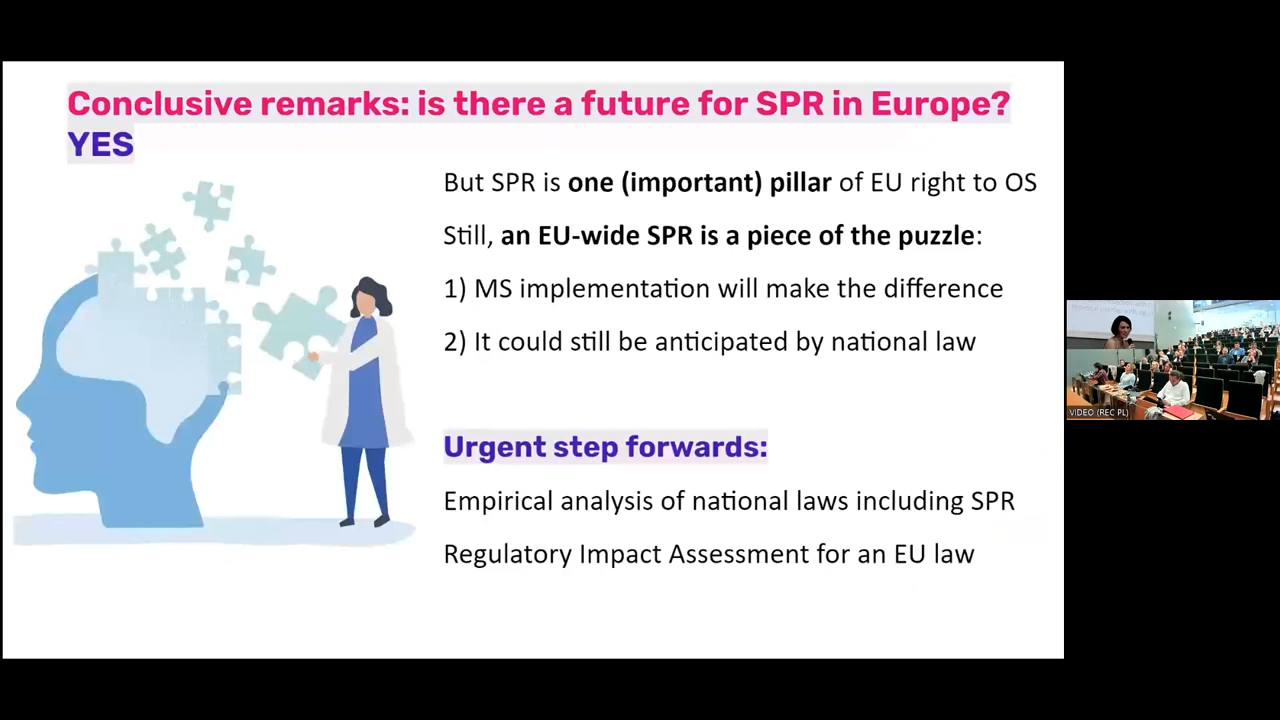 Conclusive remarks: is there a future for SPR in Europe?
YES
But SPR is one (important) pillar of EU right to OS
Still, an EU-wide SPR is a piece of the puzzle:
1) MS implementation will make the difference
2) It could still be anticipated by national law
Urgent step forwards:
Empirical analysis of national laws including SPR
Regulatory Impact Assessment for an EU law
VIDEO (REC PL)